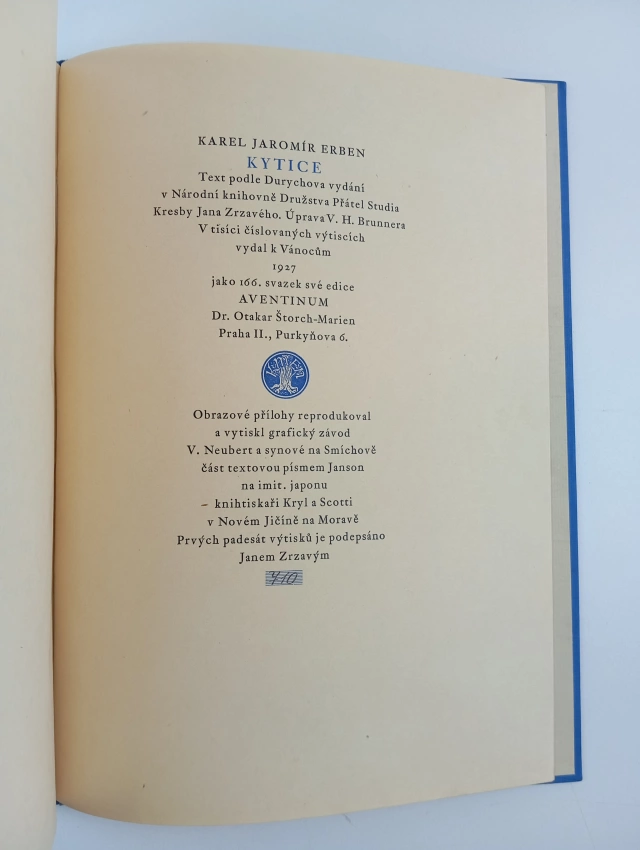 KAREL JAROMÍR ERBEN
KYTICE
Text podle Durychova vydání
v Národní knihovně Družstva Přátel Studia
Kresby Jana Zrzavého. Úprava V. H. Brunnera
V tisíci číslovaných výtiscích
vydal k Vánocům
1927
jako 166. svazek své edice
AVENTINUM
Dr. Otakar Štorch-Marien
Praha II., Purkyňova 6.
Obrazové přílohy reprodukoval
a vytiskl grafický závod
V. Neubert a synové na Smíchově
část textovou písmem Janson
na imit. japonu
– knihtiskaři Kryl a Scotti
v Novém Jičíně na Moravě
Prvých padesát výtisků je podepsáno
Janem Zrzavým
410